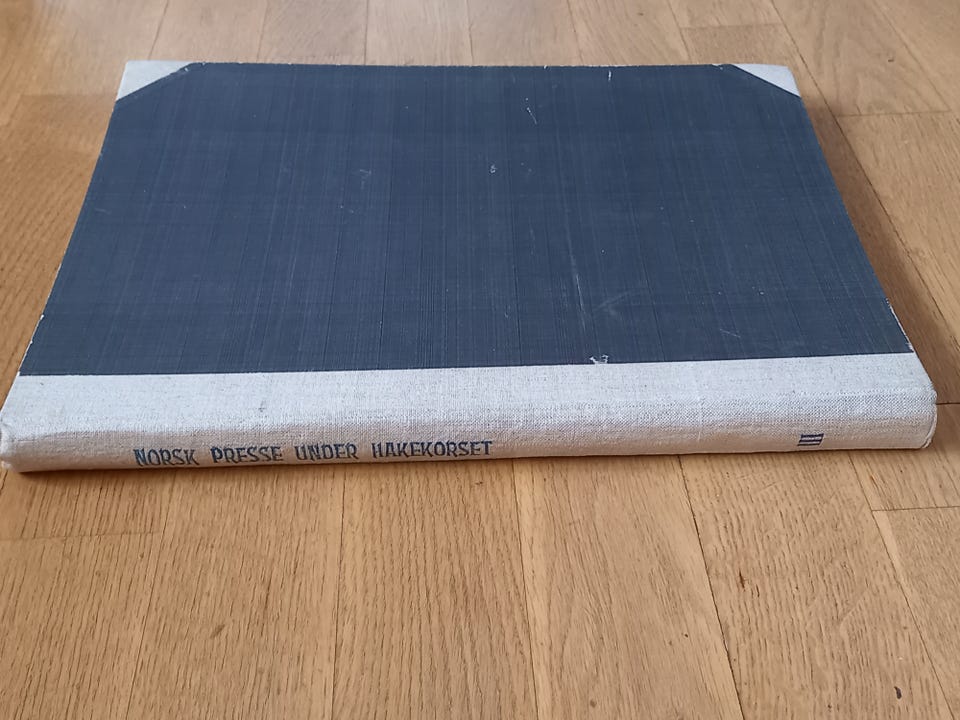 NORSK PRESSE UNDER HAKEKORSET
III